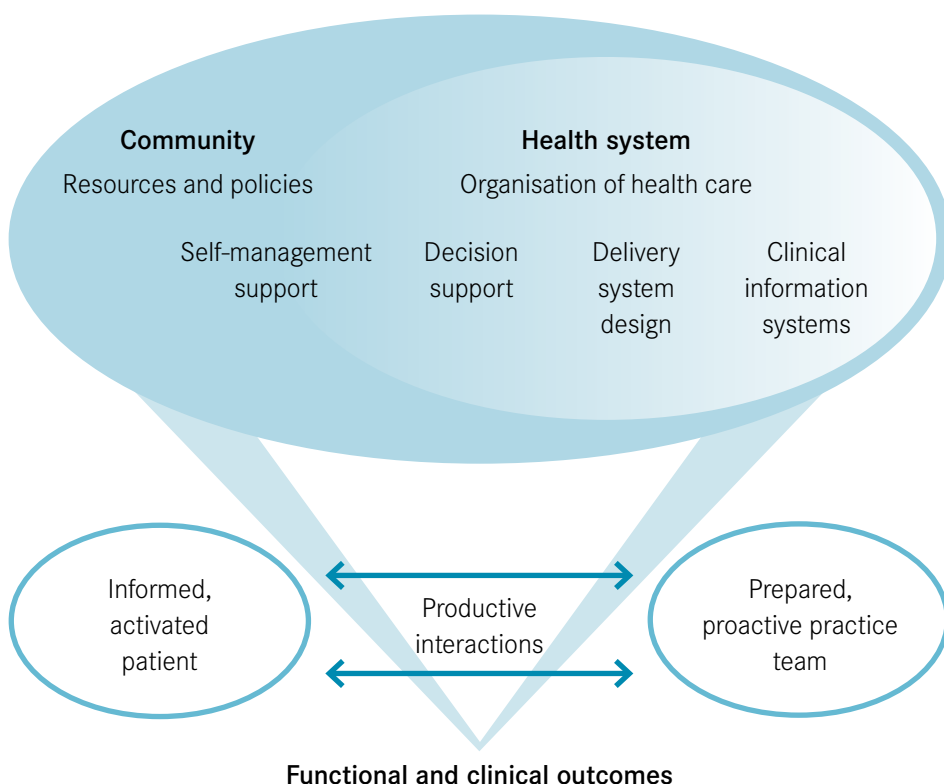 Community
Resources and policies
Health system
Organisation of health care
Self-management
support
Decision
support
Delivery
system
design
Clinical
information
systems
Informed,
activated
patient
Productive
interactions
Prepared,
proactive practice
team
Functional and clinical outcomes